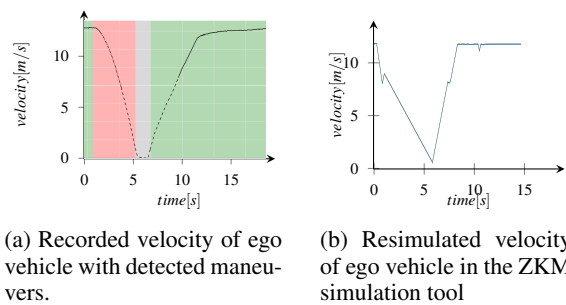 velocity[m/s]
10
5
0
0
5
10
15
time[s]
velocity[m/s]
10
5
0
0
5
10
15
time[s]
(a) Recorded velocity of ego
vehicle with detected maneu-
vers.
(b) Resimulated velocity
of ego vehicle in the ZKM
simulation tool